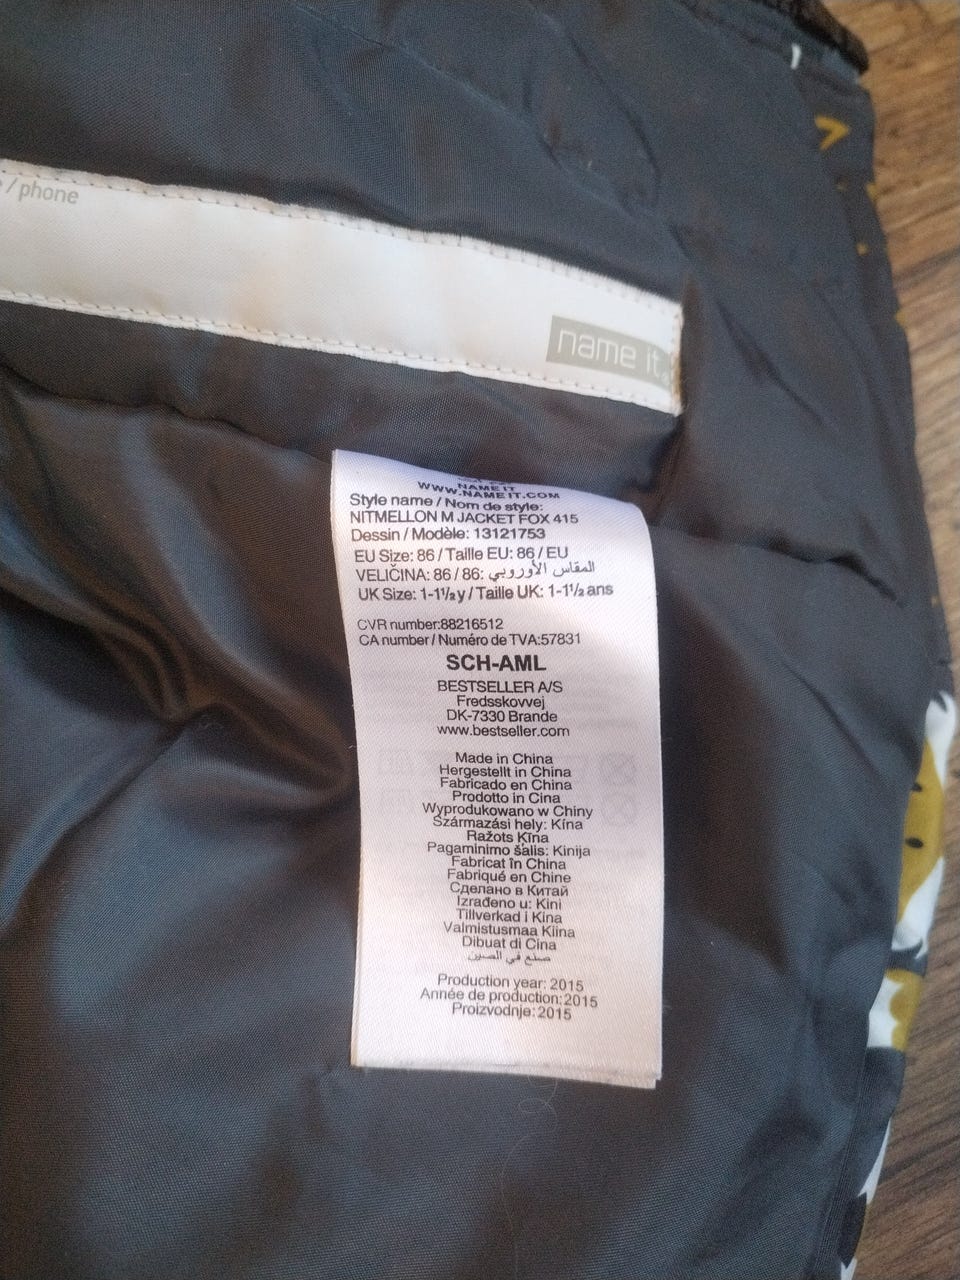 / phone
name it
NAME IT
WWW.NAMEIT.COM
Style name / Nom de style:
NITMELLON M JACKET FOX 415
Dessin / Modèle: 13121753
EU Size: 86 / Taille EU: 86 / EU
VELIČINA: 86 / 86: المقاس الأوروبي
UK Size: 1-1½y / Taille UK: 1-1½ ans
CVR number:88216512
CA number / Numéro de TVA:57831
SCH-AML
BESTSELLER A/S
Fredsskovvej
DK-7330 Brande
www.bestseller.com
Made in China
Hergestellt in China
Fabricado en China
Prodotto in Cina
Wyprodukowano w Chiny
Származási hely: Kína
Ražots Ķīna
Pagaminimo šalis: Kinija
Fabricat în China
Fabriqué en Chine
Сделано в Китай
Izrađeno u: Kini
Tillverkad i Kina
Valmistusmaa Kiina
Dibuat di Cina
صنع في الصين
Production year: 2015
Année de production: 2015
Proizvodnje: 2015